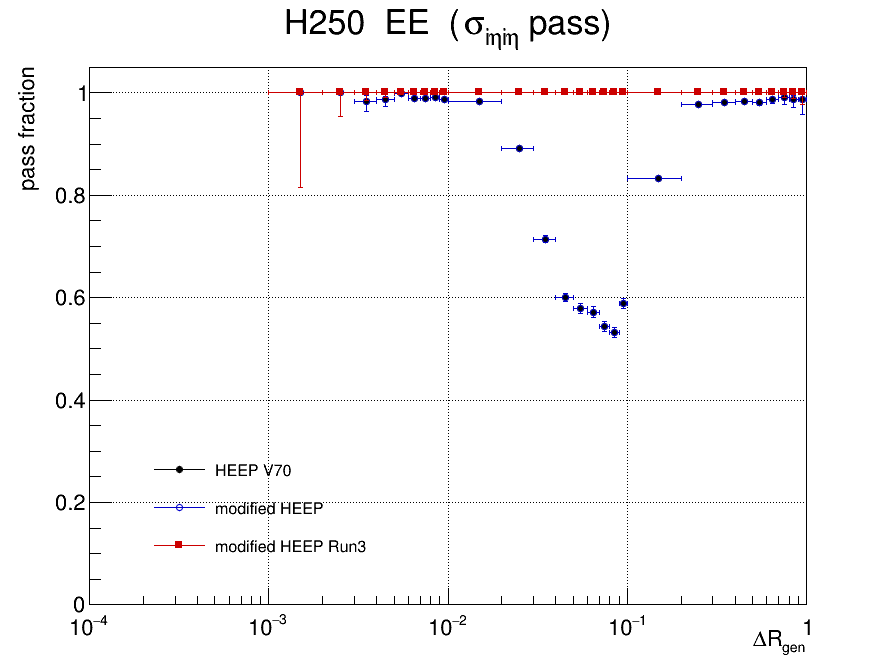 H250 EE ( σiηiη pass)
pass fraction
1
0.8
0.6
0.4
0.2
0
HEEP V70
modified HEEP
modified HEEP Run3
10−4
10−3
10−2
10−1
1
ΔRgen